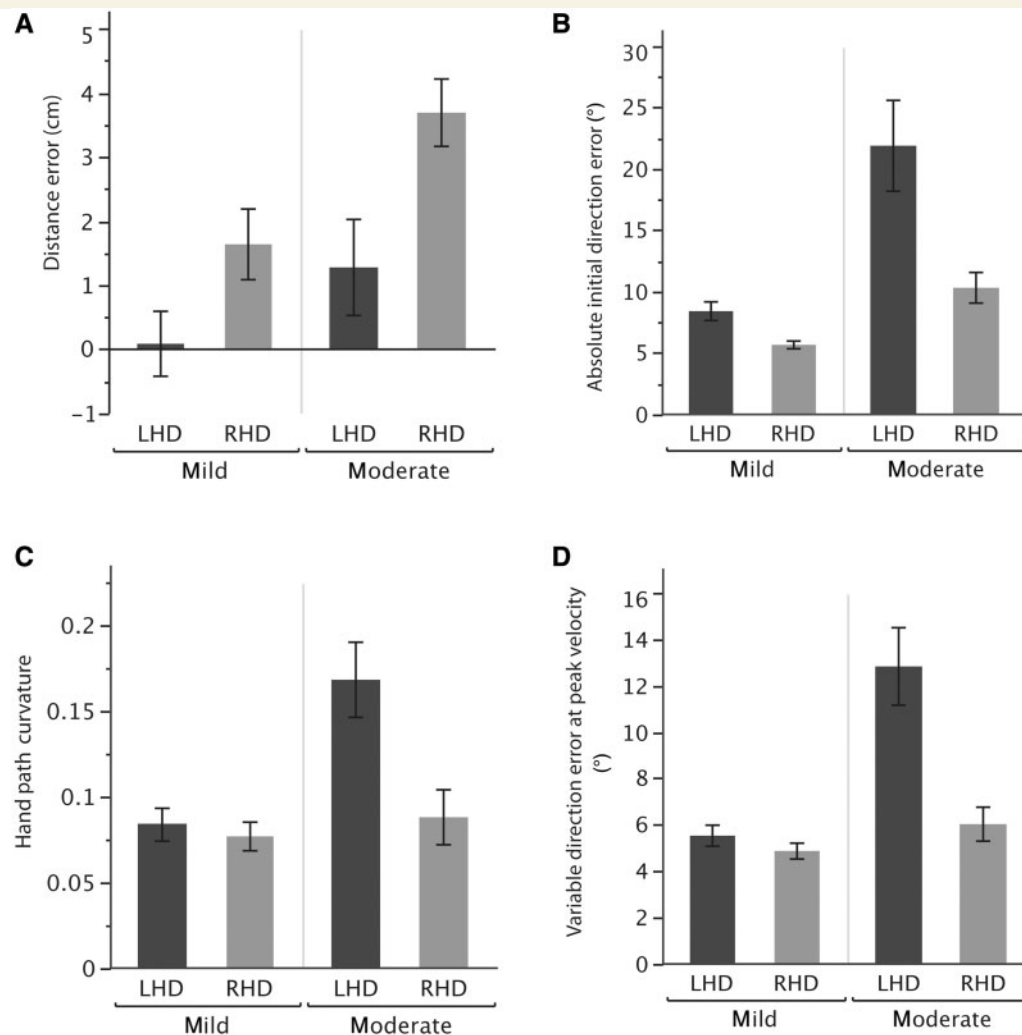 A
Distance error (cm)
5
4
3
2
1
0
−1
LHD RHD LHD RHD
Mild Moderate
B
Absolute initial direction error (°)
30
25
20
15
10
5
0
LHD RHD LHD RHD
Mild Moderate
C
Hand path curvature
0.2
0.15
0.1
0.05
0
LHD RHD LHD RHD
Mild Moderate
D
Variable direction error at peak velocity
(°)
16
14
12
10
8
6
4
2
0
LHD RHD LHD RHD
Mild Moderate